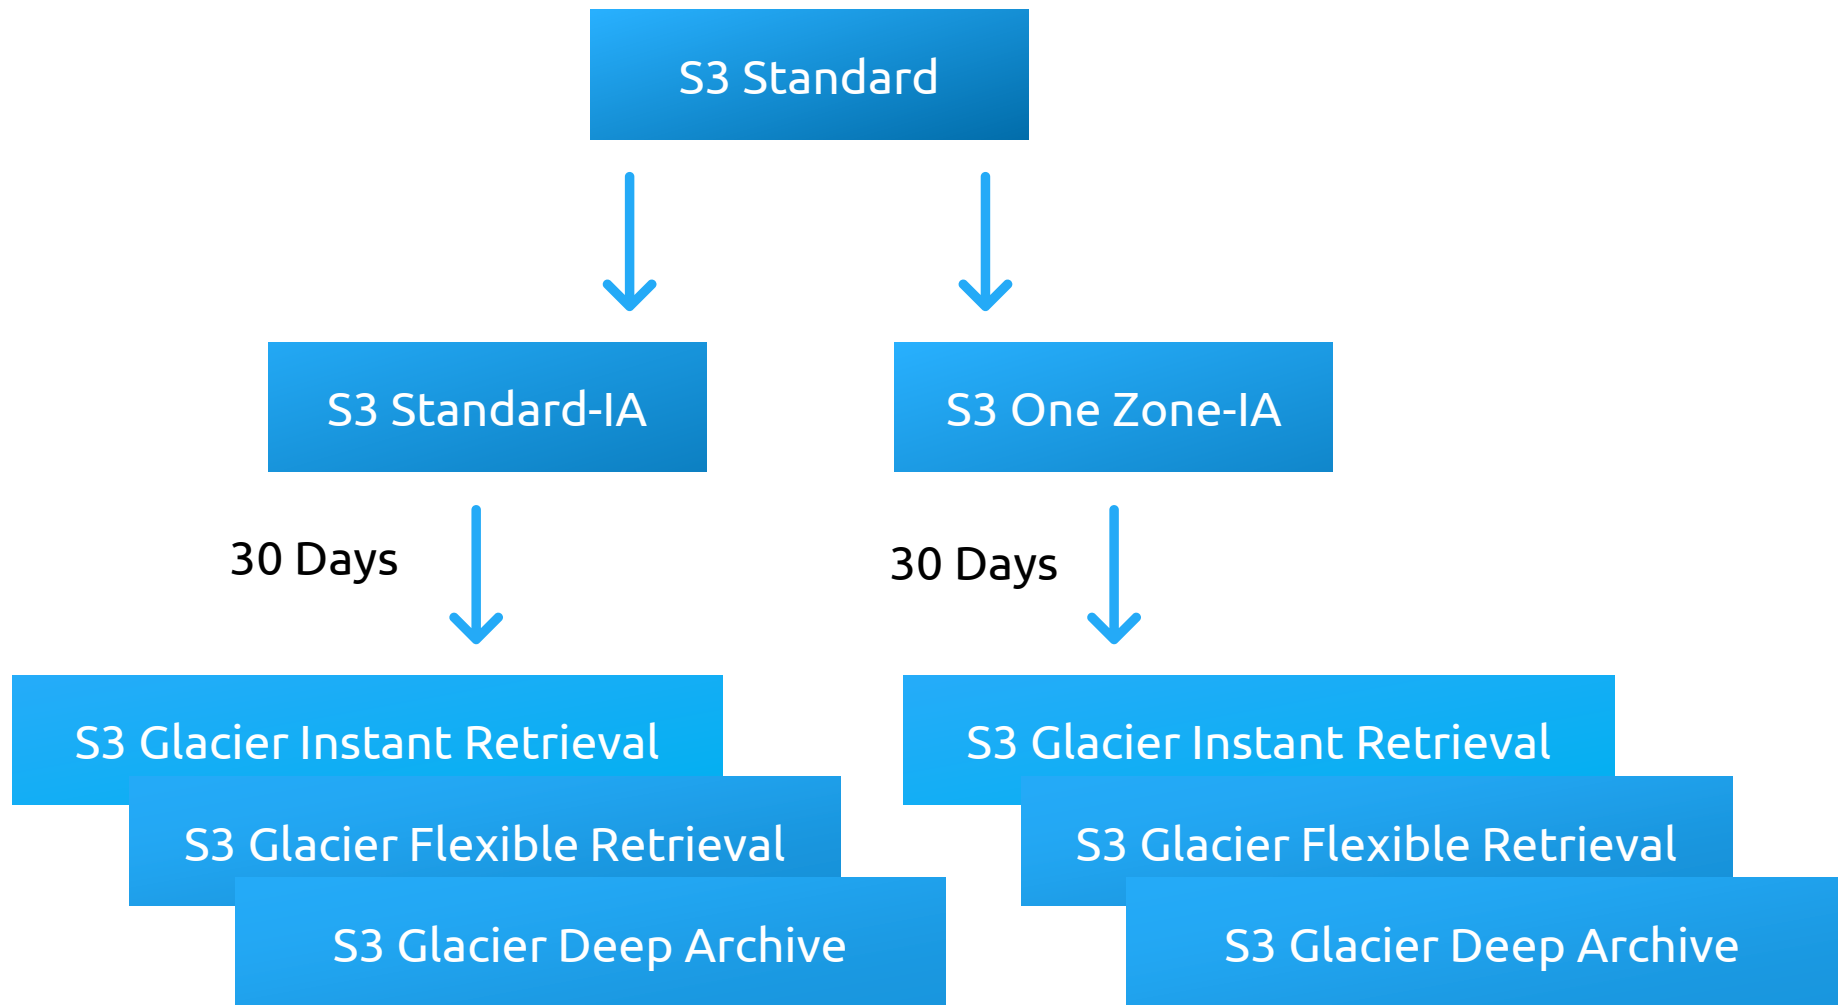 S3 Standard
S3 Standard-IA
S3 One Zone-IA
30 Days
30 Days
S3 Glacier Instant Retrieval
S3 Glacier Flexible Retrieval
S3 Glacier Deep Archive
S3 Glacier Instant Retrieval
S3 Glacier Flexible Retrieval
S3 Glacier Deep Archive